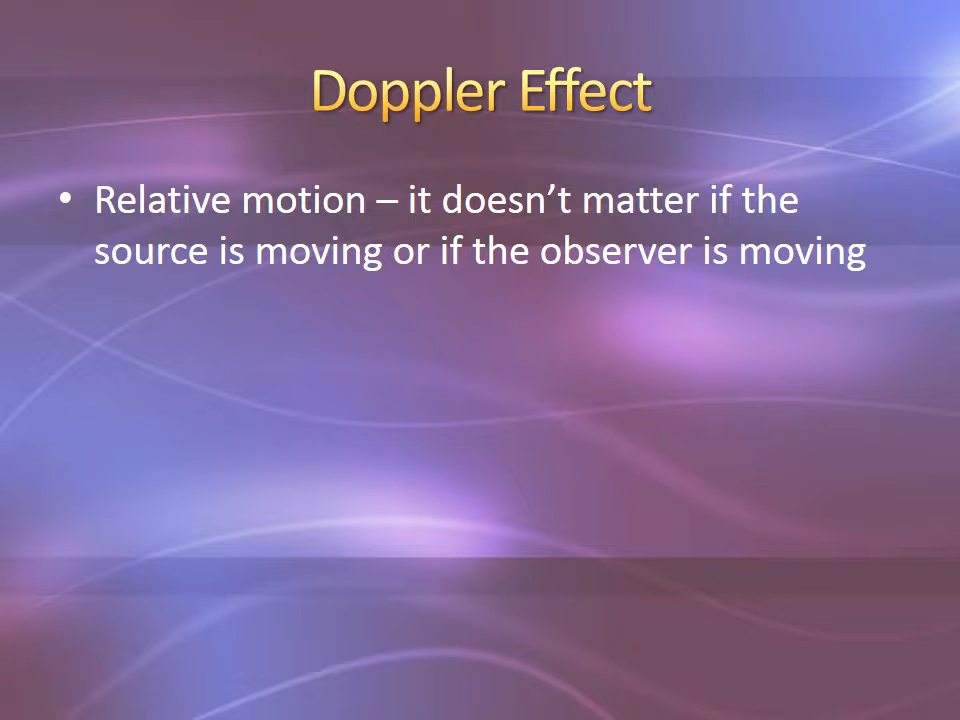 Doppler Effect
• Relative motion – it doesn’t matter if the
source is moving or if the observer is moving